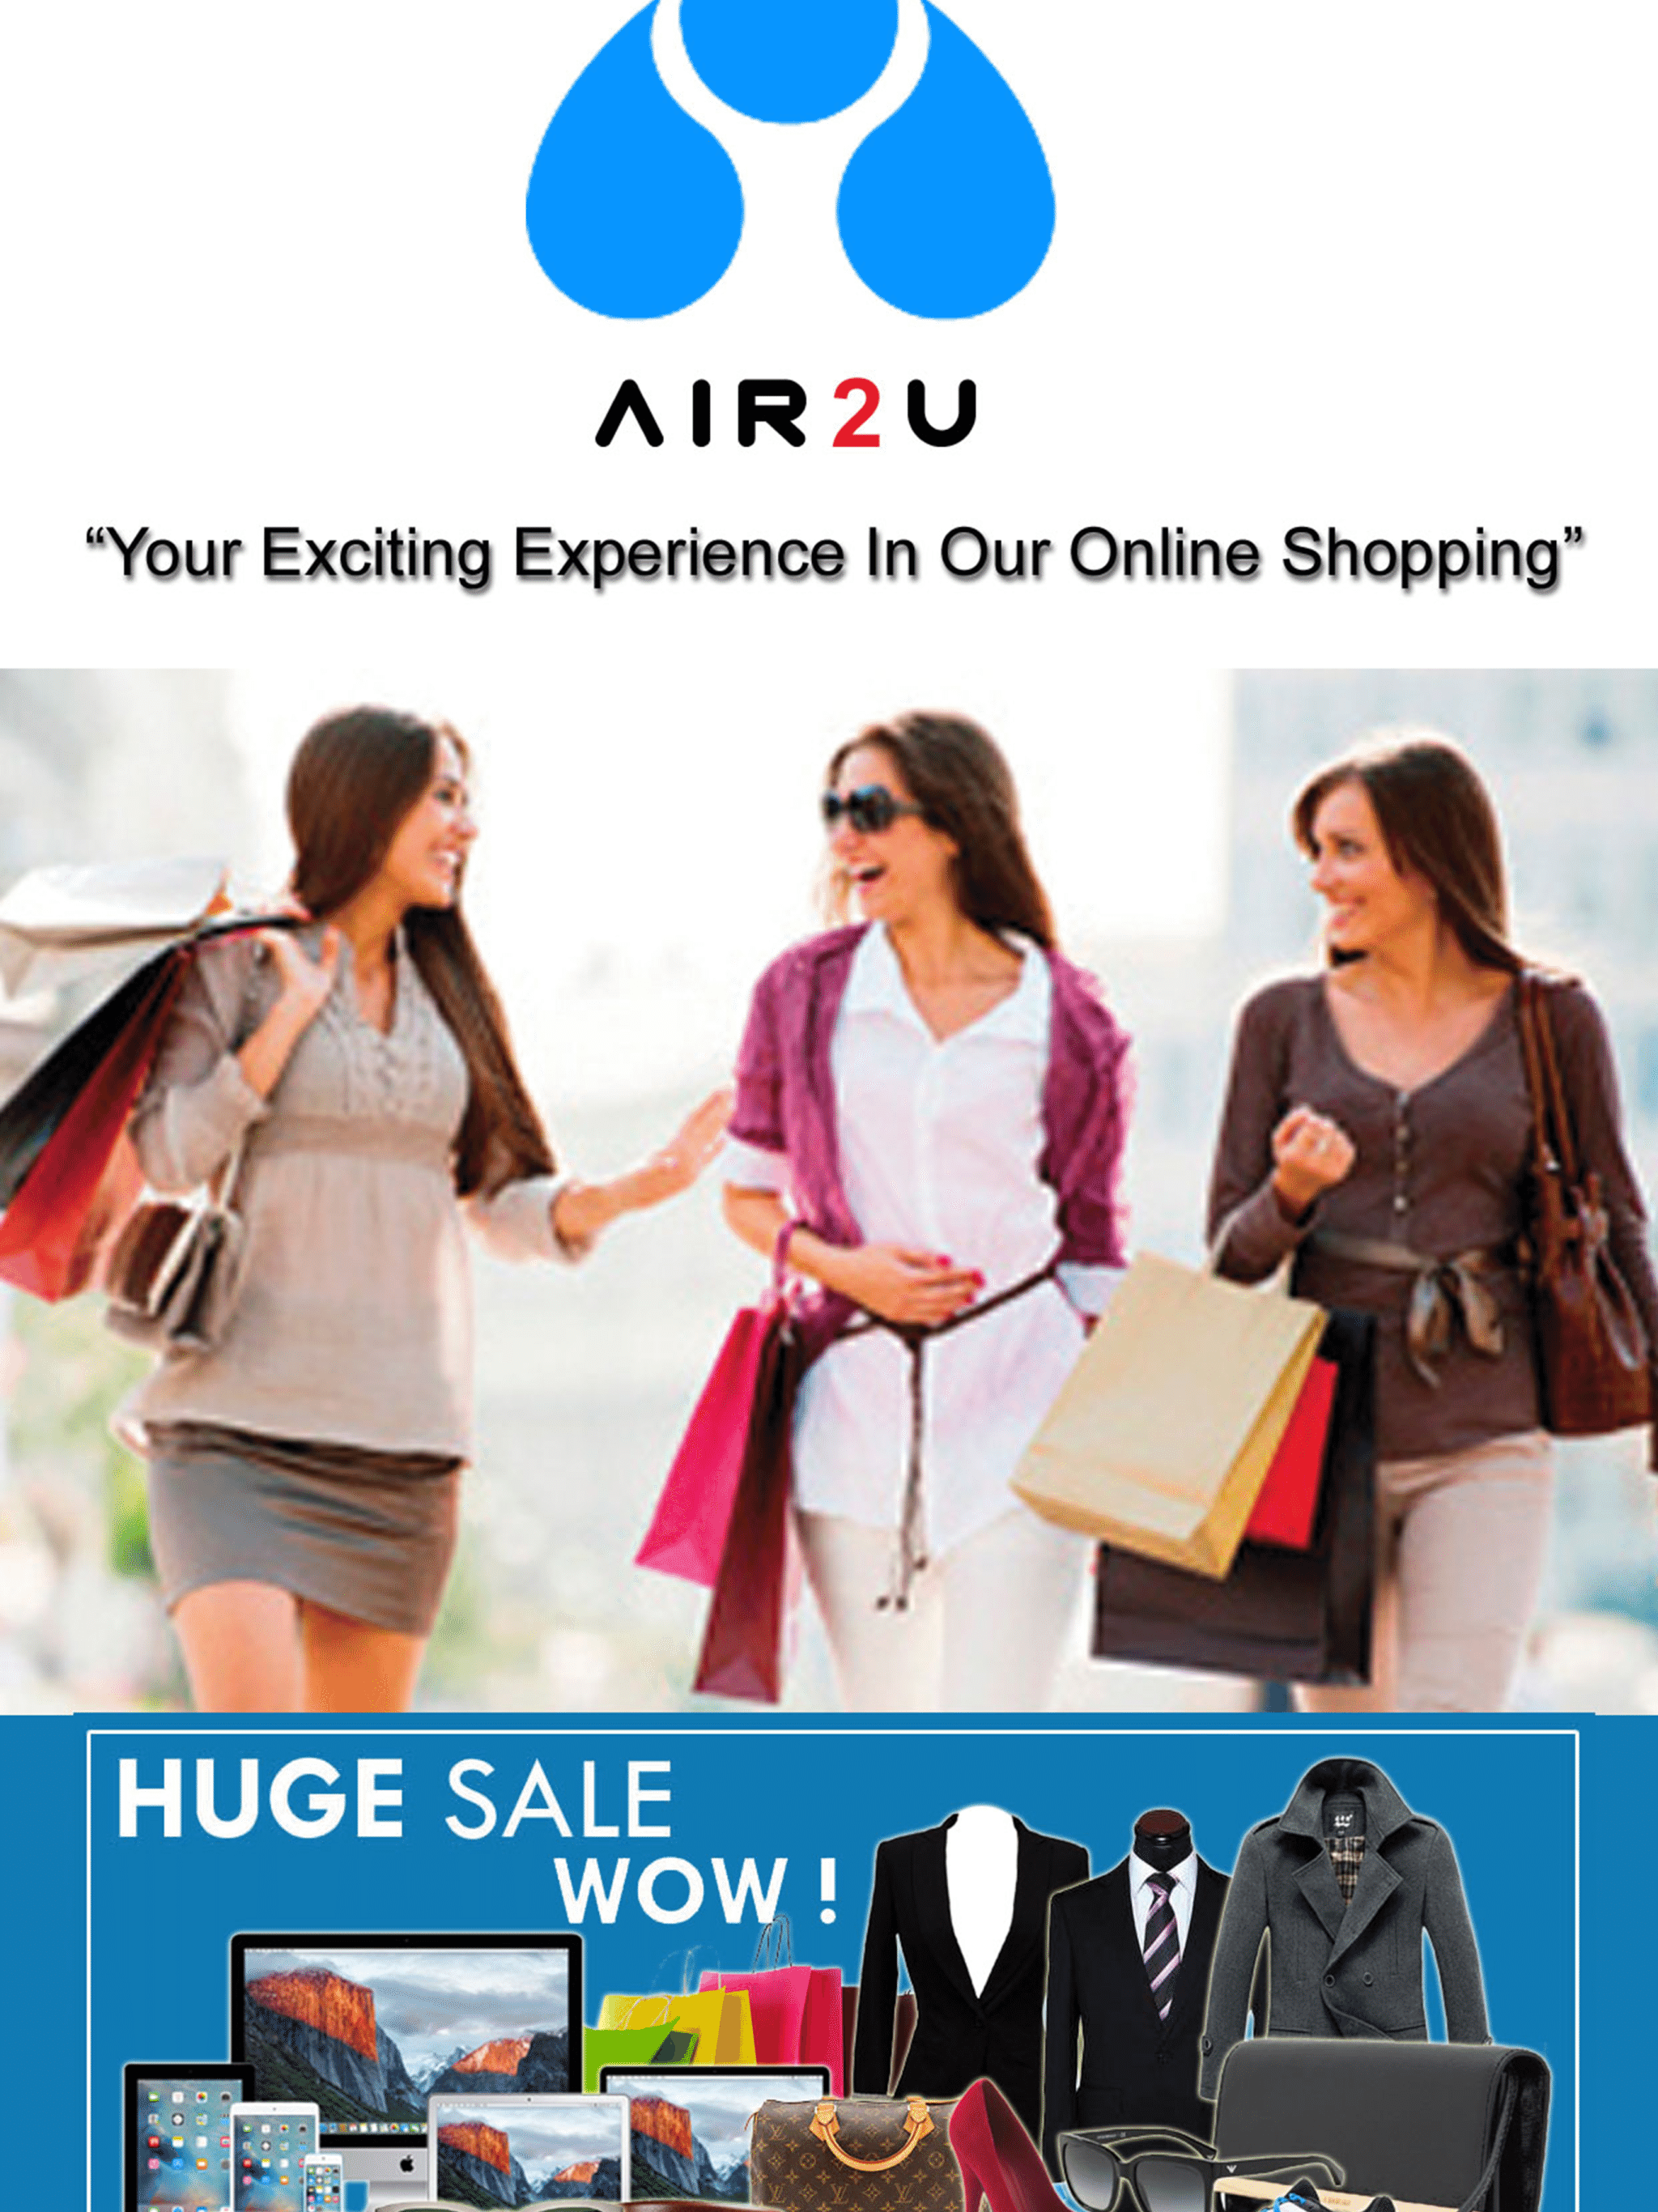 AIR2U
“Your Exciting Experience In Our Online Shopping”
HUGE SALE
WOW !